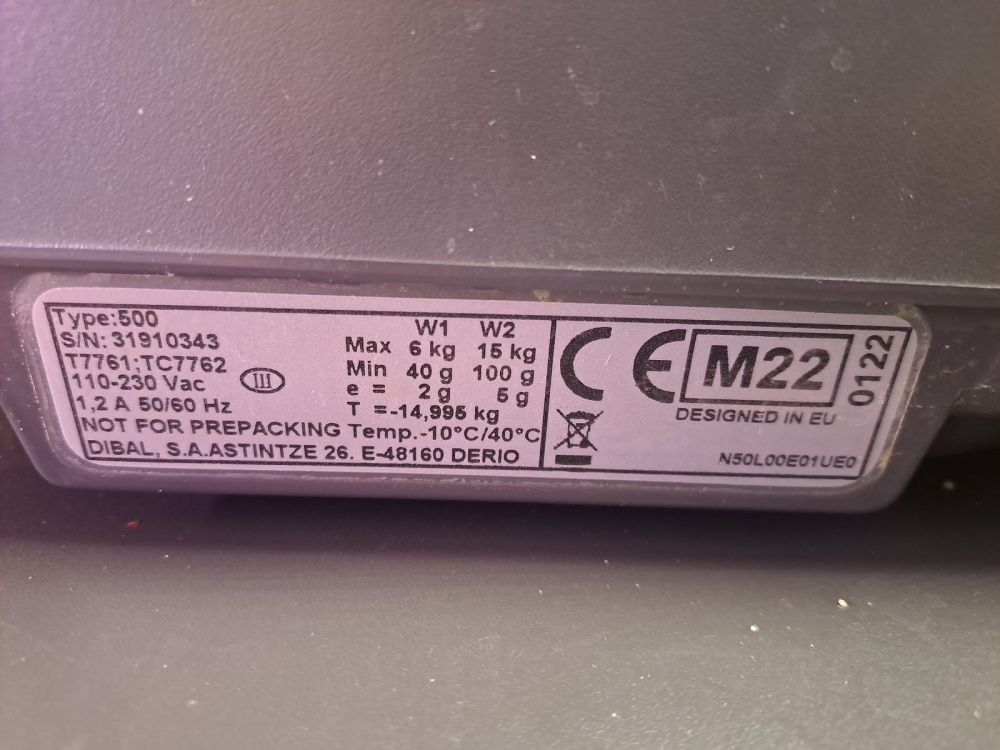 Type:500
S/N: 31910343
T7761;TC7762
110-230 Vac III
1,2 A 50/60 Hz
NOT FOR PREPACKING
W1 W2
Max 6 kg 15 kg
Min 40 g 100 g
e = 2 g 5 g
T =-14,995 kg
Temp.-10°C/40°C
DIBAL, S.A.ASTINTZE 26. E-48160 DERIO
CE M22 0122
DESIGNED IN EU
N50L00E01UE0